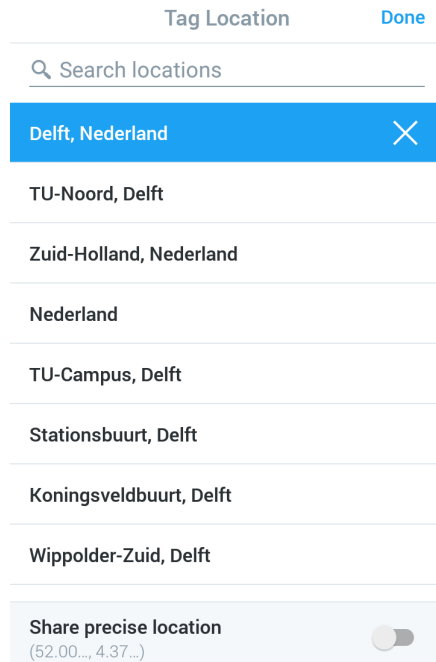 Tag Location
Done
Search locations
Delft, Nederland
TU-Noord, Delft
Zuid-Holland, Nederland
Nederland
TU-Campus, Delft
Stationsbuurt, Delft
Koningsveldbuurt, Delft
Wippolder-Zuid, Delft
Share precise location
(52.00..., 4.37...)